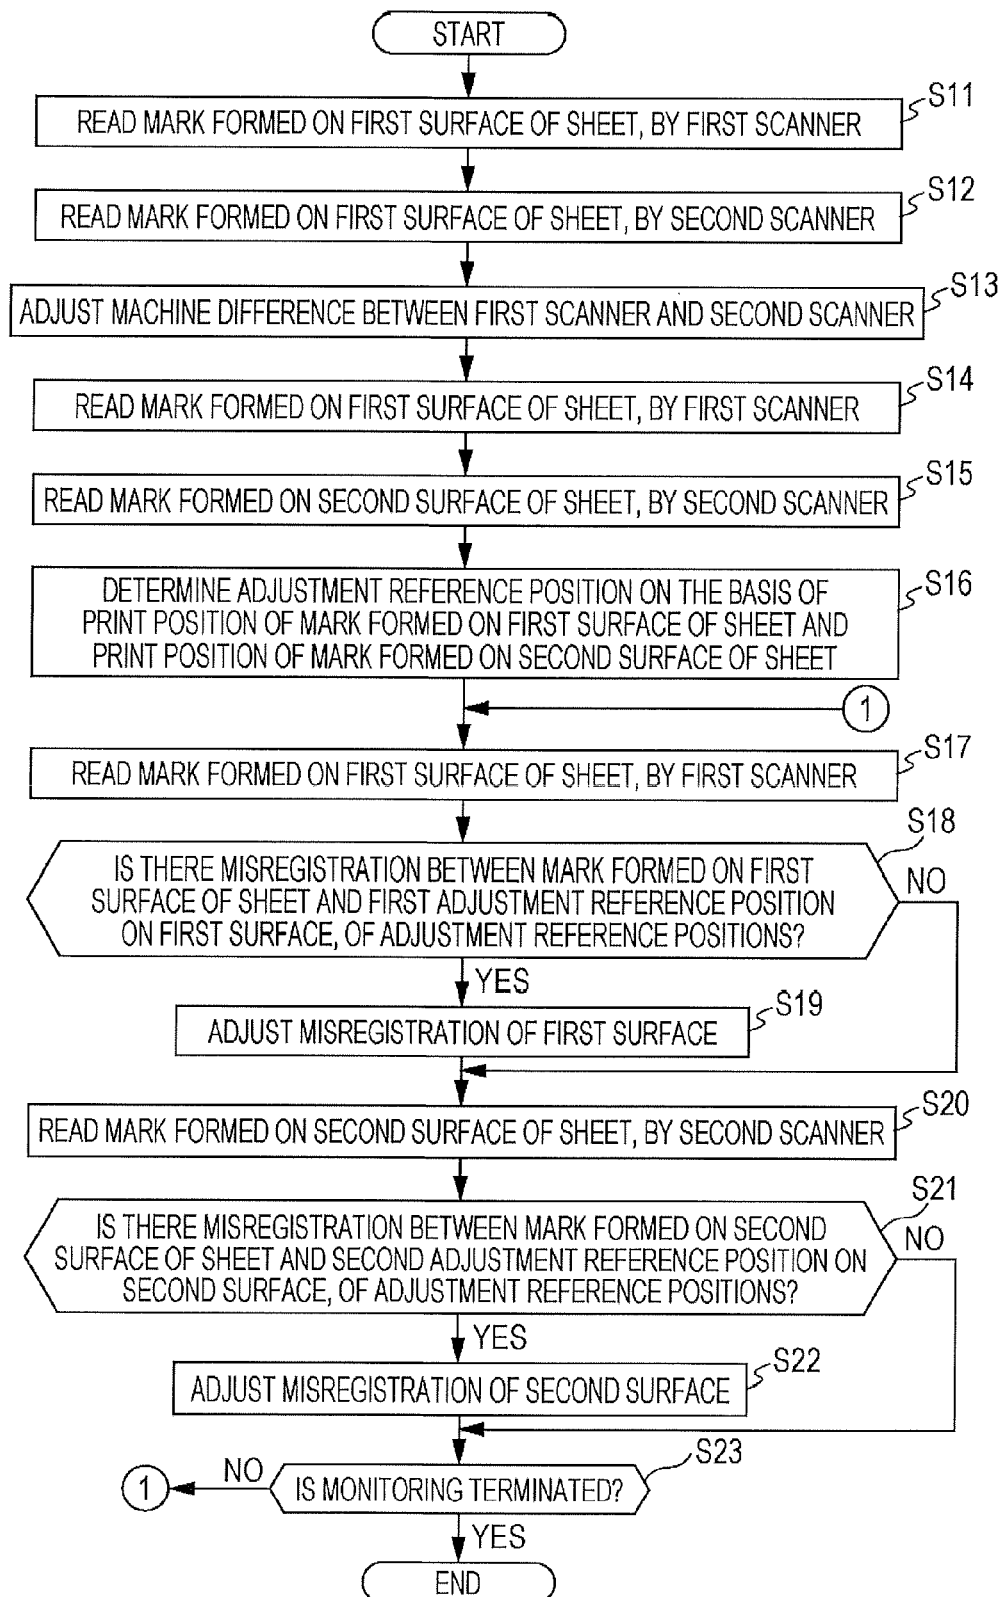 START
S11
READ MARK FORMED ON FIRST SURFACE OF SHEET, BY FIRST SCANNER
S12
READ MARK FORMED ON FIRST SURFACE OF SHEET, BY SECOND SCANNER
S13
ADJUST MACHINE DIFFERENCE BETWEEN FIRST SCANNER AND SECOND SCANNER
S14
READ MARK FORMED ON FIRST SURFACE OF SHEET, BY FIRST SCANNER
S15
READ MARK FORMED ON SECOND SURFACE OF SHEET, BY SECOND SCANNER
S16
DETERMINE ADJUSTMENT REFERENCE POSITION ON THE BASIS OF
PRINT POSITION OF MARK FORMED ON FIRST SURFACE OF SHEET AND
PRINT POSITION OF MARK FORMED ON SECOND SURFACE OF SHEET
1
S17
READ MARK FORMED ON FIRST SURFACE OF SHEET, BY FIRST SCANNER
S18
IS THERE MISREGISTRATION BETWEEN MARK FORMED ON FIRST
SURFACE OF SHEET AND FIRST ADJUSTMENT REFERENCE POSITION
ON FIRST SURFACE, OF ADJUSTMENT REFERENCE POSITIONS?
NO
YES
S19
ADJUST MISREGISTRATION OF FIRST SURFACE
S20
READ MARK FORMED ON SECOND SURFACE OF SHEET, BY SECOND SCANNER
S21
IS THERE MISREGISTRATION BETWEEN MARK FORMED ON SECOND
SURFACE OF SHEET AND SECOND ADJUSTMENT REFERENCE POSITION ON
SECOND SURFACE, OF ADJUSTMENT REFERENCE POSITIONS?
NO
YES
S22
ADJUST MISREGISTRATION OF SECOND SURFACE
S23
1
NO
IS MONITORING TERMINATED?
YES
END